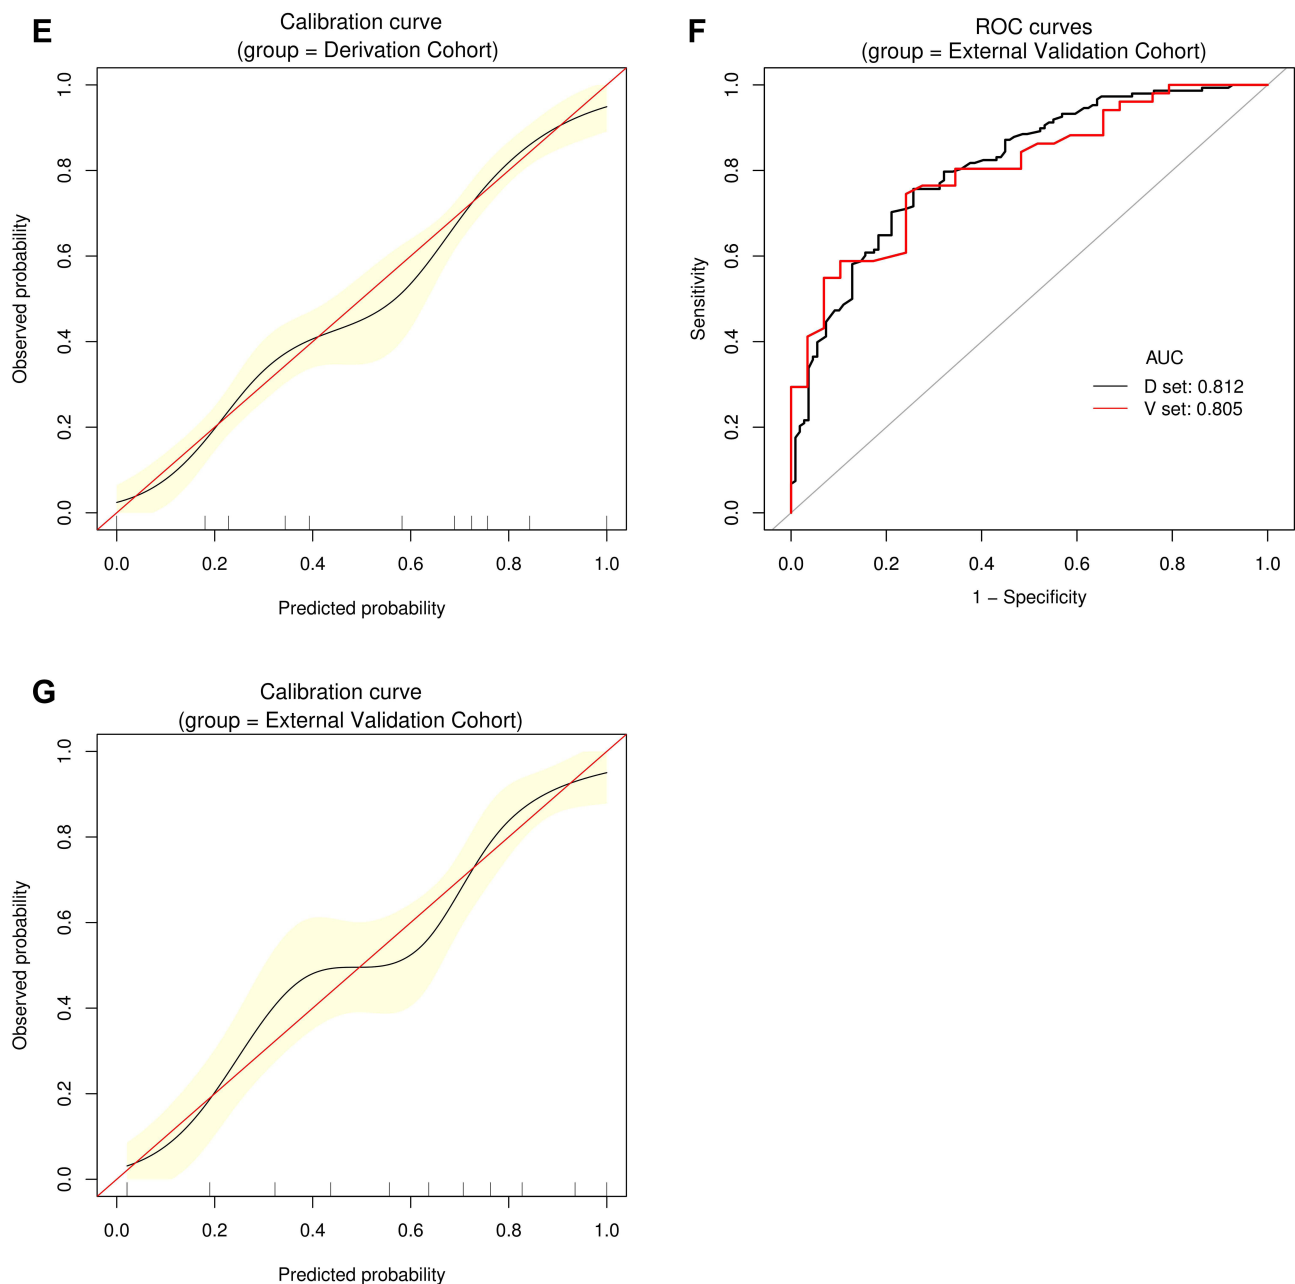 E
Calibration curve
(group = Derivation Cohort)
Observed probability
1.0
0.8
0.6
0.4
0.2
0.0
0.0 0.2 0.4 0.6 0.8 1.0
Predicted probability
F
ROC curves
(group = External Validation Cohort)
Sensitivity
1.0
0.8
0.6
0.4
0.2
0.0
AUC
D set: 0.812
V set: 0.805
0.0 0.2 0.4 0.6 0.8 1.0
1 − Specificity
G
Calibration curve
(group = External Validation Cohort)
Observed probability
1.0
0.8
0.6
0.4
0.2
0.0
0.0 0.2 0.4 0.6 0.8 1.0
Predicted probability